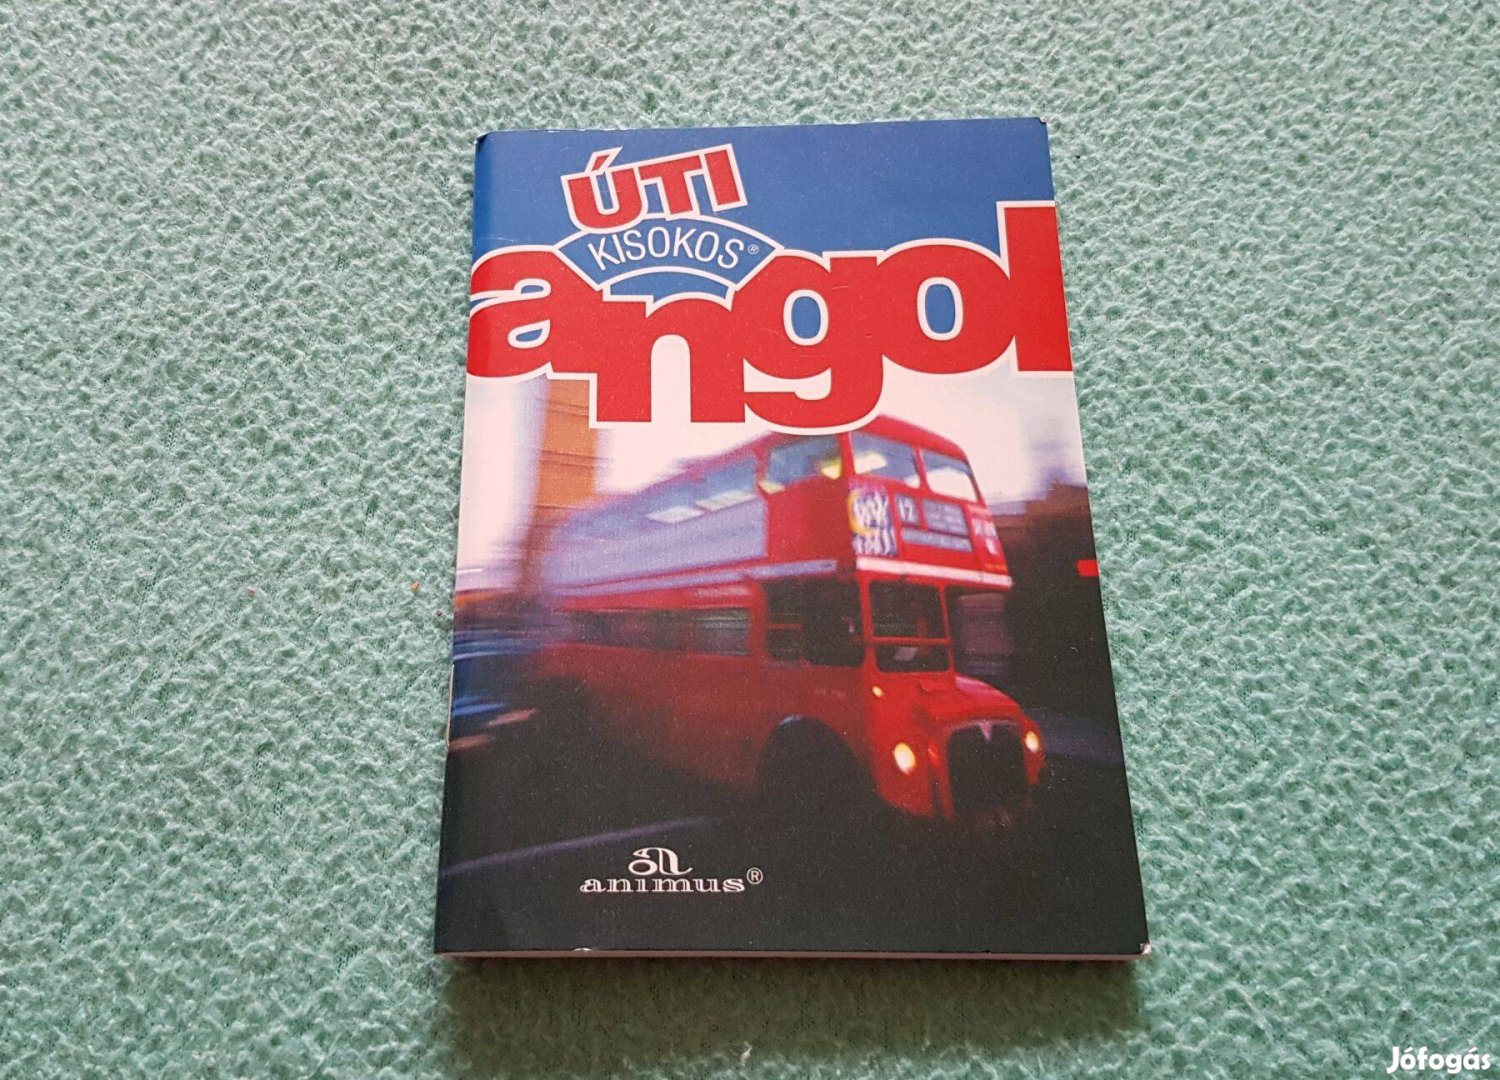 ÚTI
KISOKOS®
angol
12
animus®
Jófogás